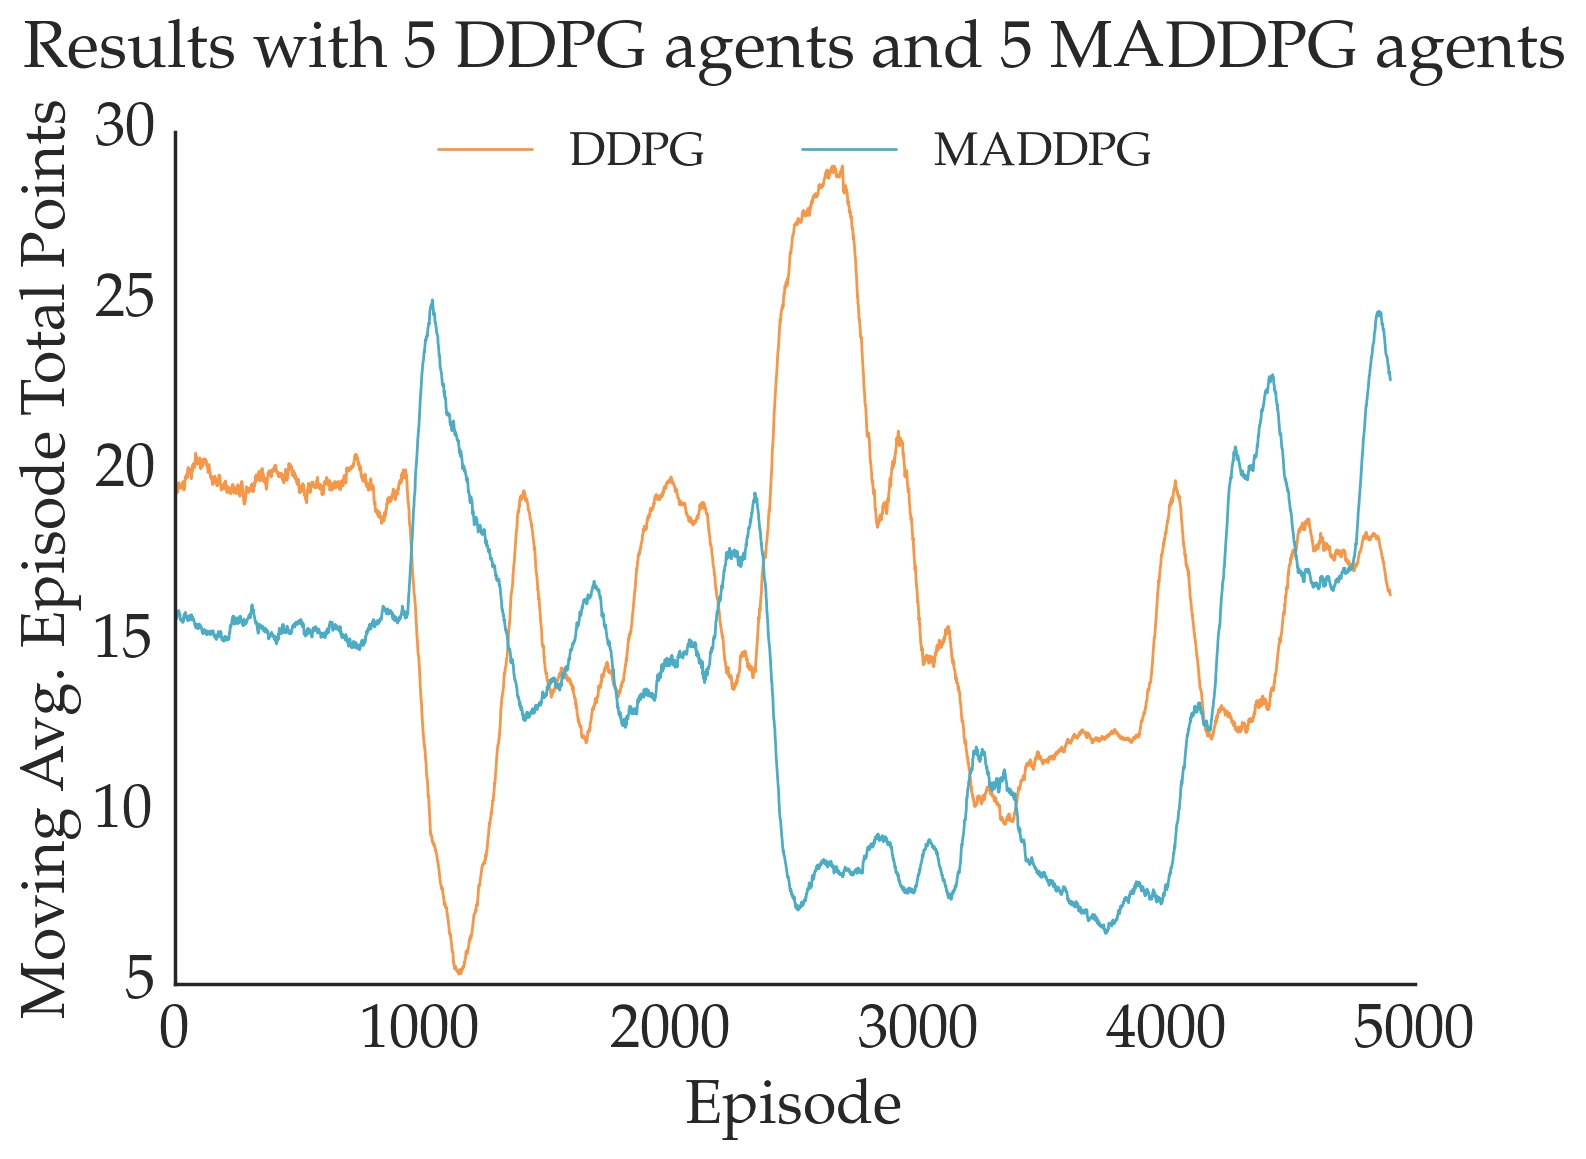 Results with 5 DDPG agents and 5 MADDPG agents
DDPG
MADDPG
Moving Avg. Episode Total Points
30
25
20
15
10
5
0 1000 2000 3000 4000 5000
Episode